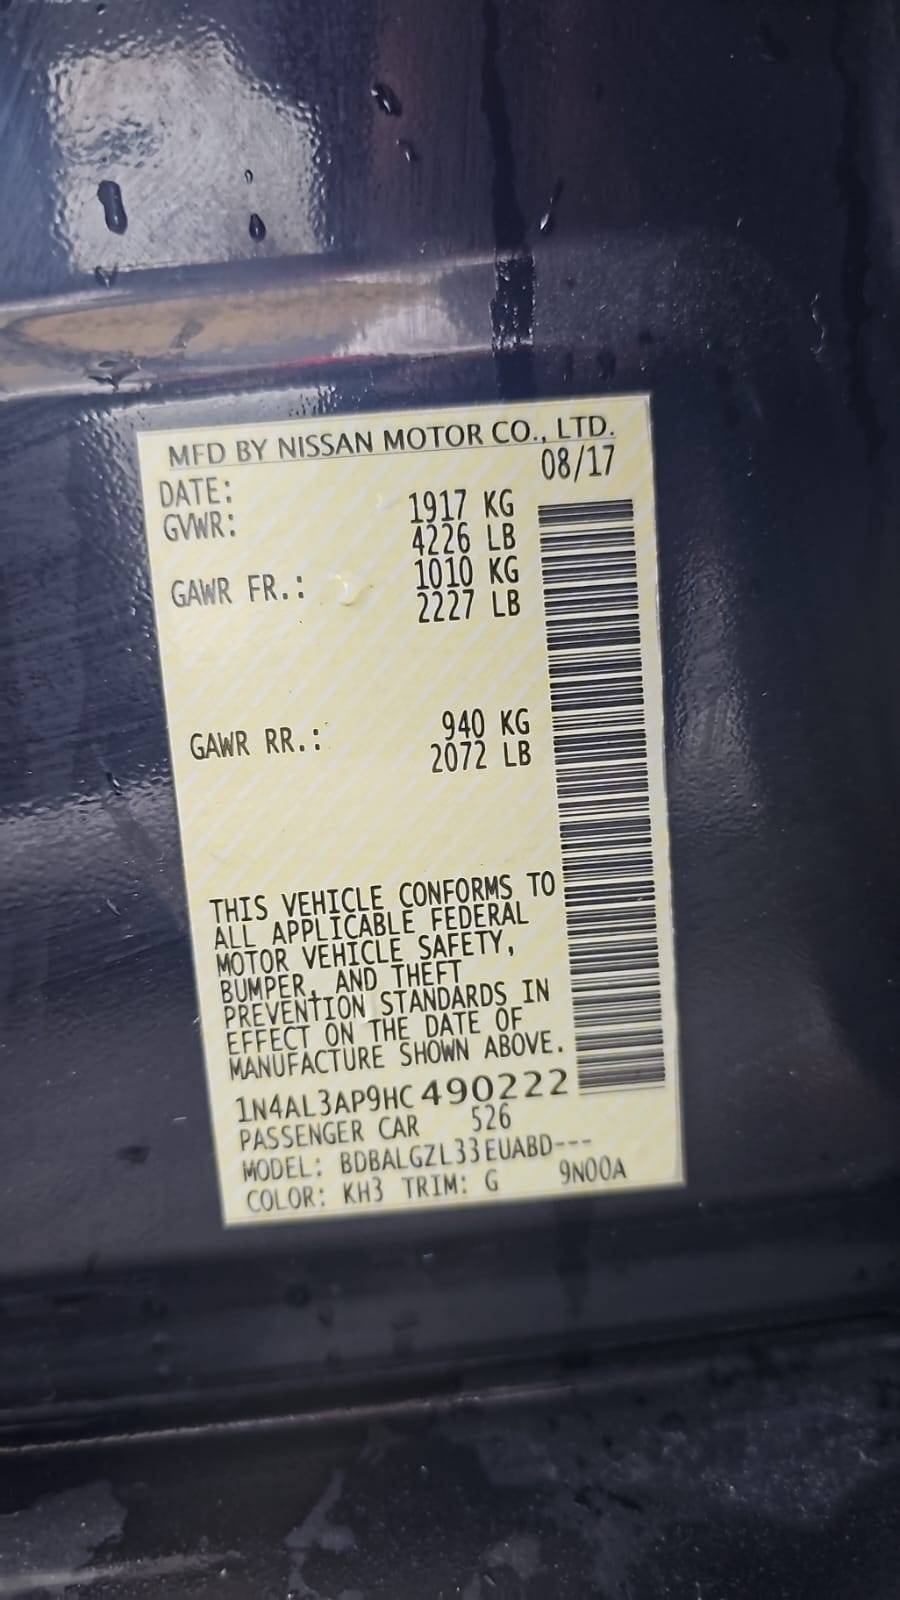 MFD BY NISSAN MOTOR CO., LTD.
DATE: 08/17
GVWR: 1917 KG
4226 LB
GAWR FR.: 1010 KG
2227 LB
GAWR RR.: 940 KG
2072 LB
THIS VEHICLE CONFORMS TO
ALL APPLICABLE FEDERAL
MOTOR VEHICLE SAFETY,
BUMPER, AND THEFT
PREVENTION STANDARDS IN
EFFECT ON THE DATE OF
MANUFACTURE SHOWN ABOVE.
1N4AL3AP9HC490222
PASSENGER CAR 526
MODEL: BDBALGZL33EUABD---
COLOR: KH3 TRIM: G 9N00A